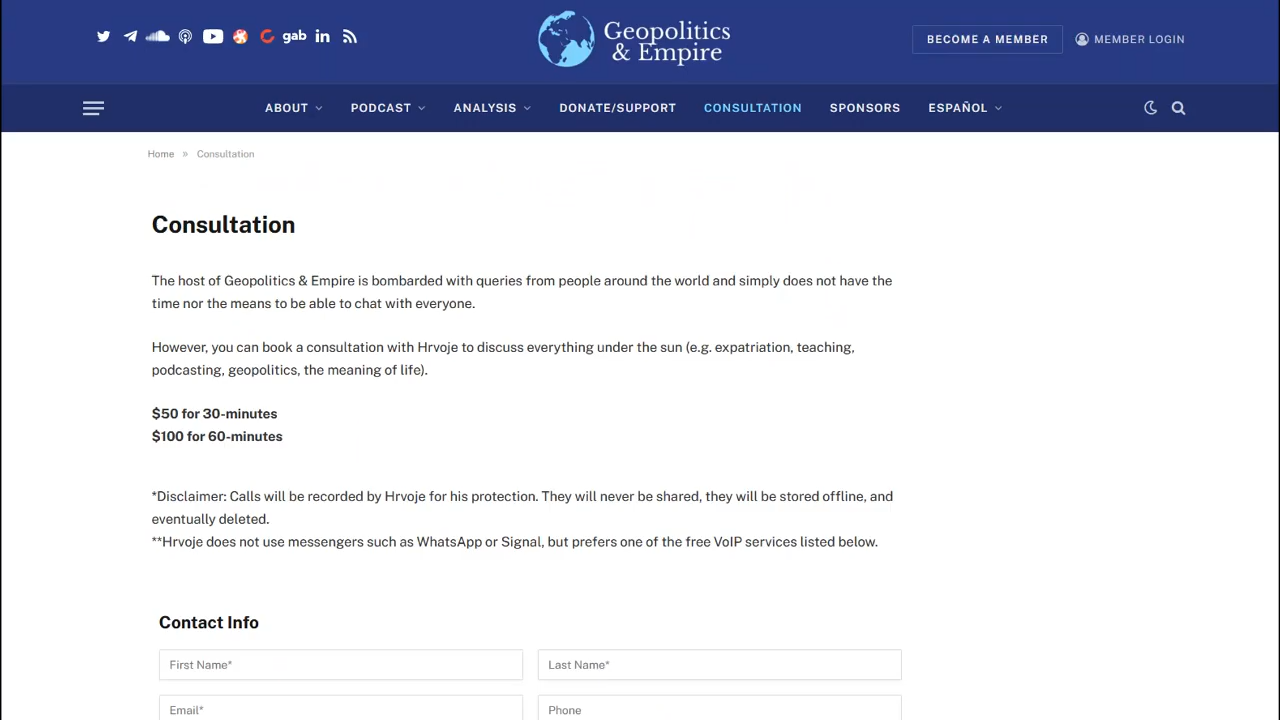 gab
Geopolitics
& Empire
BECOME A MEMBER
MEMBER LOGIN
ABOUT
PODCAST
ANALYSIS
DONATE/SUPPORT
CONSULTATION
SPONSORS
ESPAÑOL
Home » Consultation
Consultation
The host of Geopolitics & Empire is bombarded with queries from people around the world and simply does not have the
time nor the means to be able to chat with everyone.
However, you can book a consultation with Hrvoje to discuss everything under the sun (e.g. expatriation, teaching,
podcasting, geopolitics, the meaning of life).
$50 for 30-minutes
$100 for 60-minutes
*Disclaimer: Calls will be recorded by Hrvoje for his protection. They will never be shared, they will be stored offline, and
eventually deleted.
**Hrvoje does not use messengers such as WhatsApp or Signal, but prefers one of the free VoIP services listed below.
Contact Info
First Name*
Last Name*
Email*
Phone